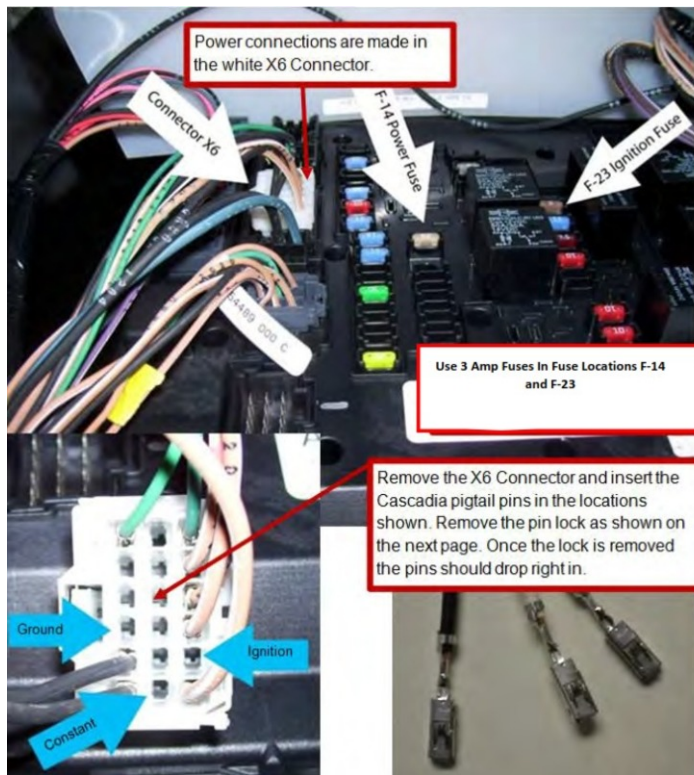 Power connections are made in
the white X6 Connector.
Connector X6
F-14 Power Fuse
F-23 Ignition Fuse
54489 000 C
Use 3 Amp Fuses In Fuse Locations F-14
and F-23
Remove the X6 Connector and insert the
Cascadia pigtail pins in the locations
shown. Remove the pin lock as shown on
the next page. Once the lock is removed
the pins should drop right in.
Ground
Ignition
Constant